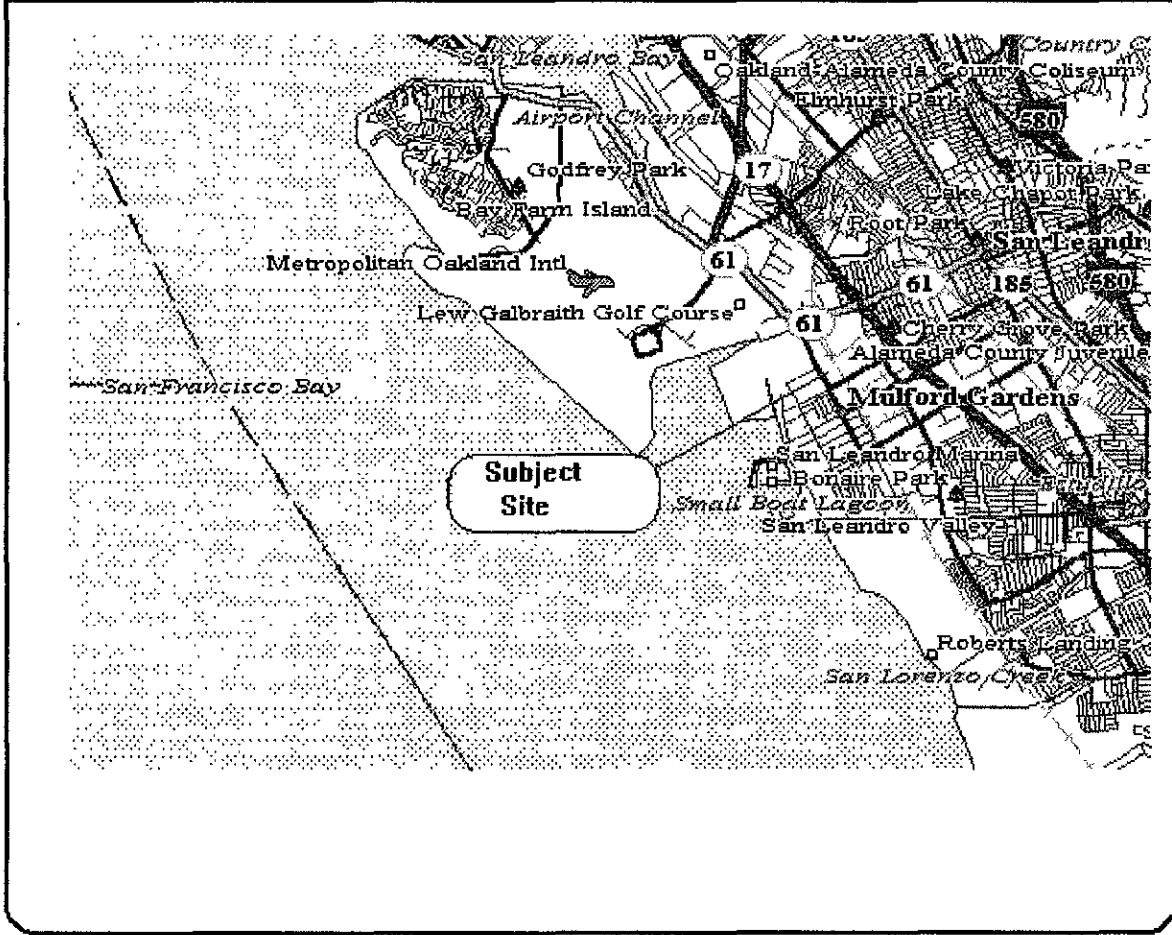 Country C
San Leandro Bay
Oakland-Alameda County Coliseum
Elmhurst Park
Airport Channel
580
17
Godfrey Park
Victoria Pa
Lake Chabot Park
Bay Farm Island
Root Park
San Leandr
Metropolitan Oakland Intl
61
61
185
580
Lew Galbraith Golf Course
61
Cherry Grove Park
Alameda County Juvenile
San Francisco Bay
Mulford Gardens
San Leandro Marina
Subject
Site
Bonaire Park
Small Boat Lagoon
San Leandro Valley
Roberts Landing
San Lorenzo Creek